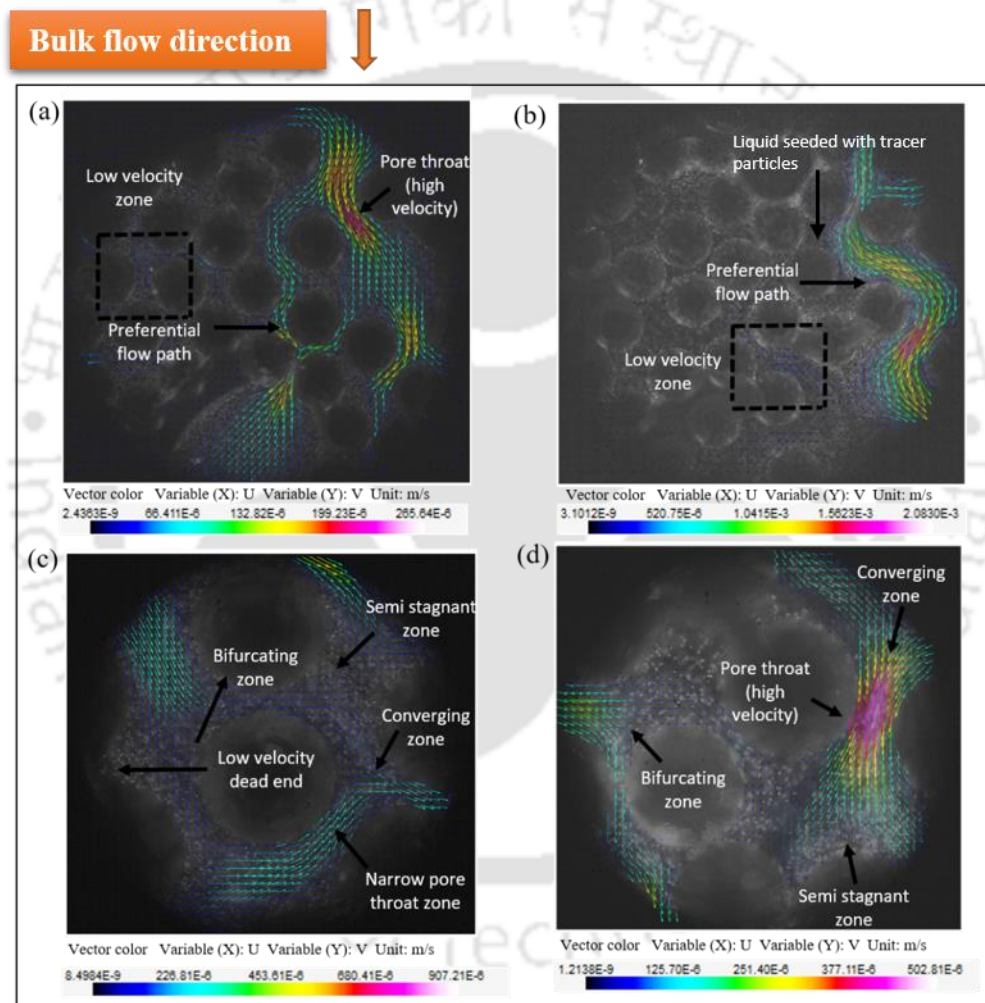 Bulk flow direction
(a)
Low velocity
zone
Pore throat
(high
velocity)
Preferential
flow path
Vector color Variable (X): U Variable (Y): V Unit: m/s
2.4363E-9 66.411E-6 132.82E-6 199.23E-6 265.64E-6
(b)
Liquid seeded with tracer
particles
Preferential
flow path
Low velocity
zone
Vector color Variable (X): U Variable (Y): V Unit: m/s
3.1012E-9 520.75E-6 1.0415E-3 1.5623E-3 2.0830E-3
(c)
Semi stagnant
zone
Bifurcating
zone
Converging
zone
Low velocity
dead end
Narrow pore
throat zone
Vector color Variable (X): U Variable (Y): V Unit: m/s
8.4984E-9 226.81E-6 453.61E-6 680.41E-6 907.21E-6
(d)
Converging
zone
Pore throat
(high
velocity)
Bifurcating
zone
Semi stagnant
zone
Vector color Variable (X): U Variable (Y): V Unit: m/s
1.2138E-9 125.70E-6 251.40E-6 377.11E-6 502.81E-6